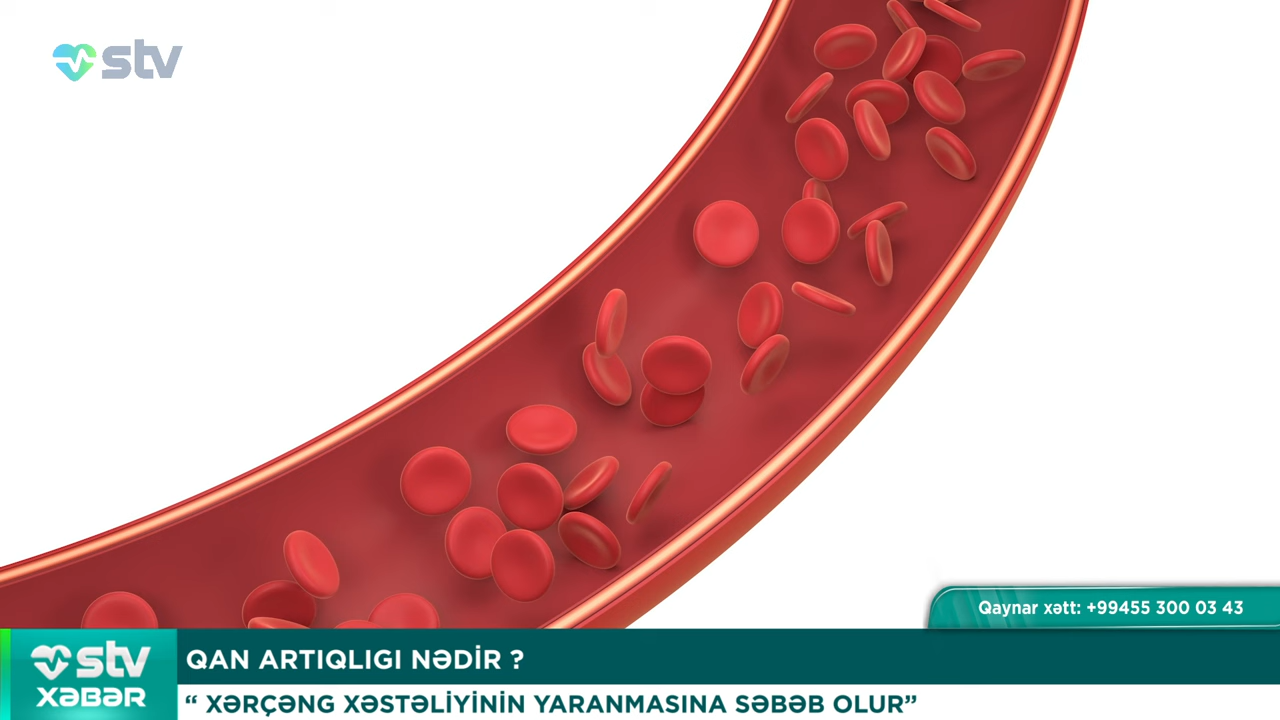 stv
Qaynar xətt: +99455 300 03 43
stv
XƏBƏR
QAN ARTIQLIGI NƏDİR ?
“ XƏRÇƏNG XƏSTƏLİYİNİN YARANMASINA SƏBƏB OLUR”